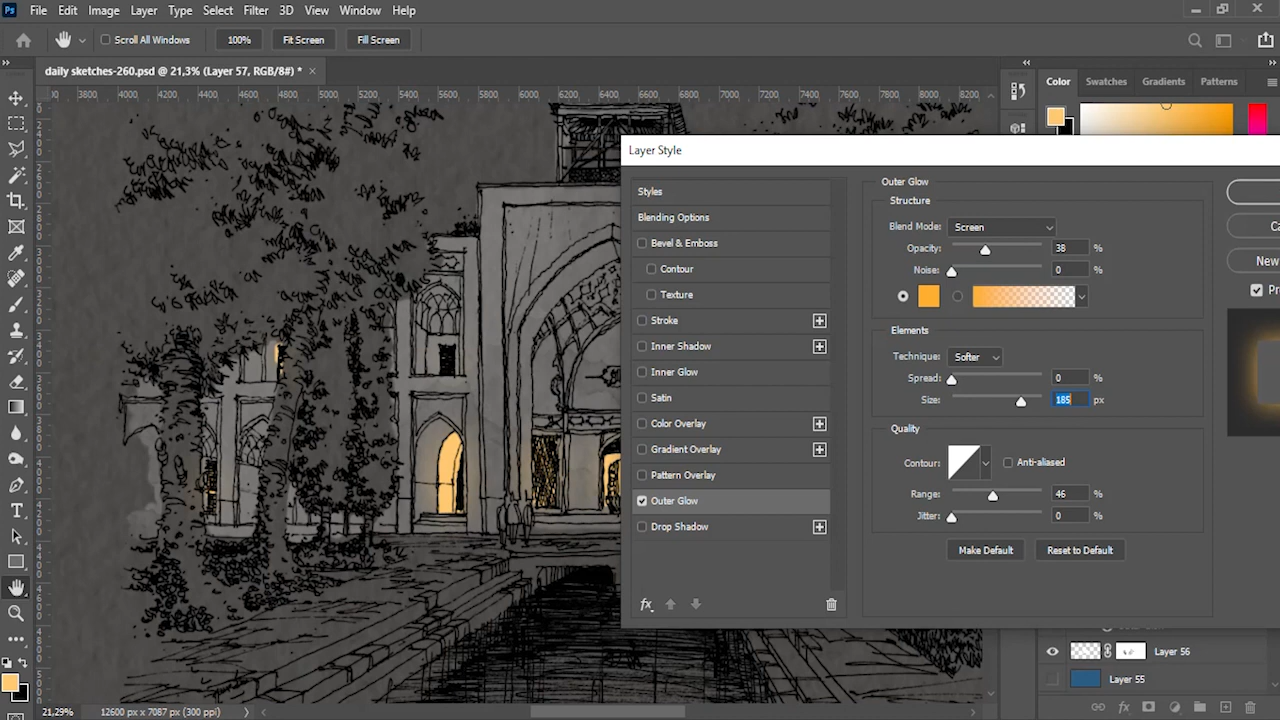 Ps File Edit Image Layer Type Select Filter 3D View Window Help
Scroll All Windows 100% Fit Screen Fill Screen
daily sketches-260.psd @ 21,3% (Layer 57, RGB/8#) * ×
Color Swatches Gradients Patterns
3800 4000 4200 4400 4600 4800 5000 5200 5400 5600 5800 6000 6200 6400 6600 6800 7000 7200 7400 7600 7800 8000 8200
Layer Style
Styles
Blending Options
Bevel & Emboss
Contour
Texture
Stroke
Inner Shadow
Inner Glow
Satin
Color Overlay
Gradient Overlay
Pattern Overlay
Outer Glow
Drop Shadow
fx
Outer Glow
Structure
Blend Mode: Screen
Opacity: 38 %
Noise: 0 %
Elements
Technique: Softer
Spread: 0 %
Size: 185 px
Quality
Contour: Anti-aliased
Range: 46 %
Jitter: 0 %
Make Default Reset to Default
New
Layer 56
Layer 55
fx
21,29% 12600 px x 7087 px (300 ppi)